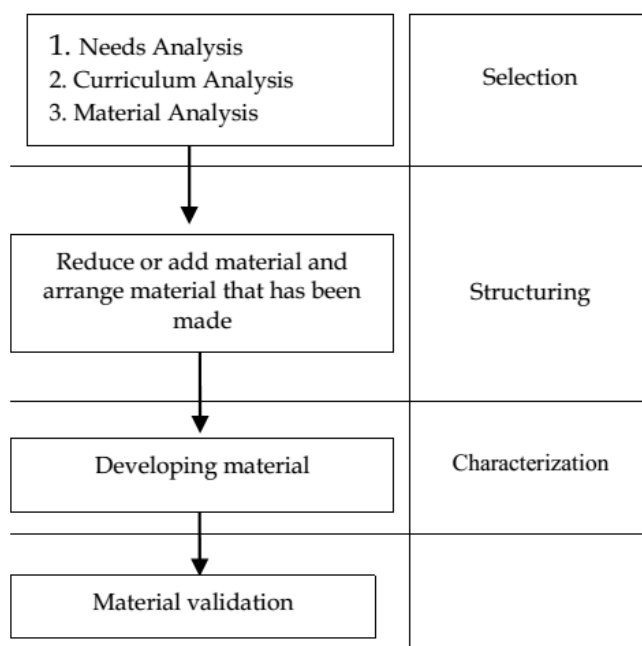 1. Needs Analysis
2. Curriculum Analysis
3. Material Analysis
Selection
Reduce or add material and
arrange material that has been
made
Structuring
Developing material
Characterization
Material validation